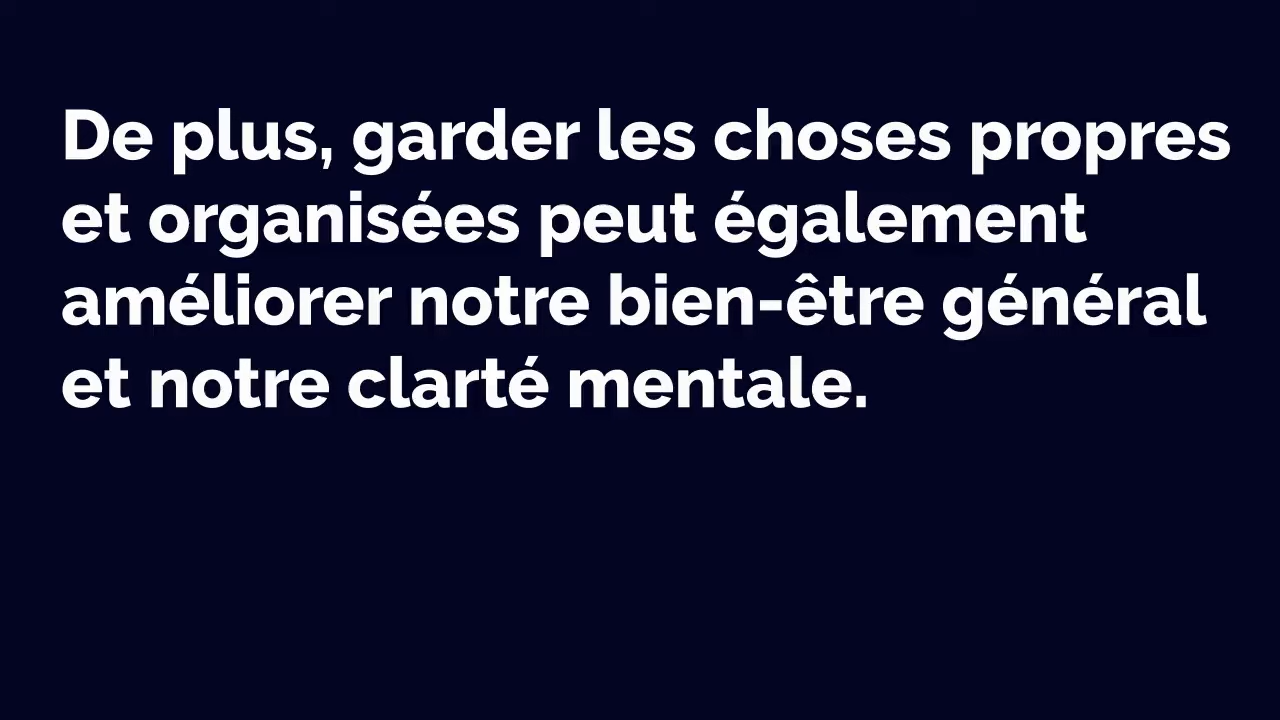 De plus, garder les choses propres
et organisées peut également
améliorer notre bien-être général
et notre clarté mentale.